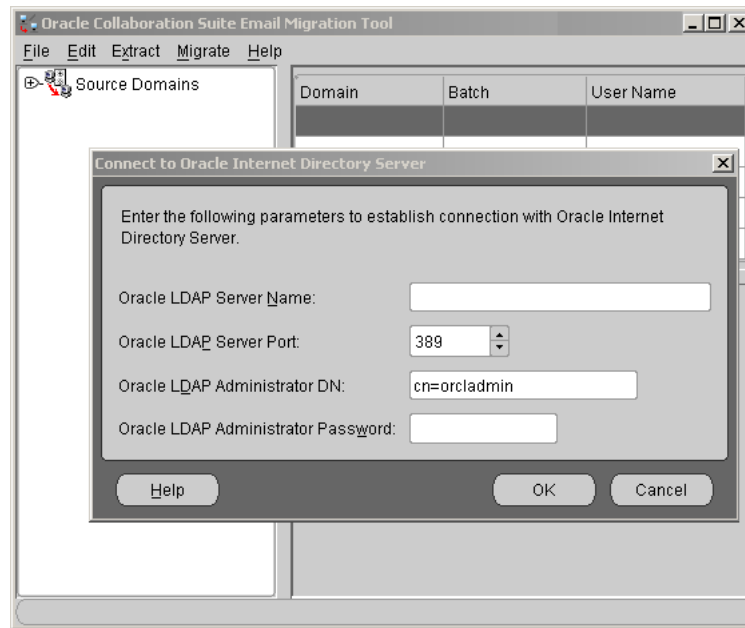 Oracle Collaboration Suite Email Migration Tool
File Edit Extract Migrate Help
Source Domains
Domain Batch User Name
Connect to Oracle Internet Directory Server
Enter the following parameters to establish connection with Oracle Internet
Directory Server.
Oracle LDAP Server Name:
Oracle LDAP Server Port: 389
Oracle LDAP Administrator DN: cn=orcladmin
Oracle LDAP Administrator Password:
Help OK Cancel